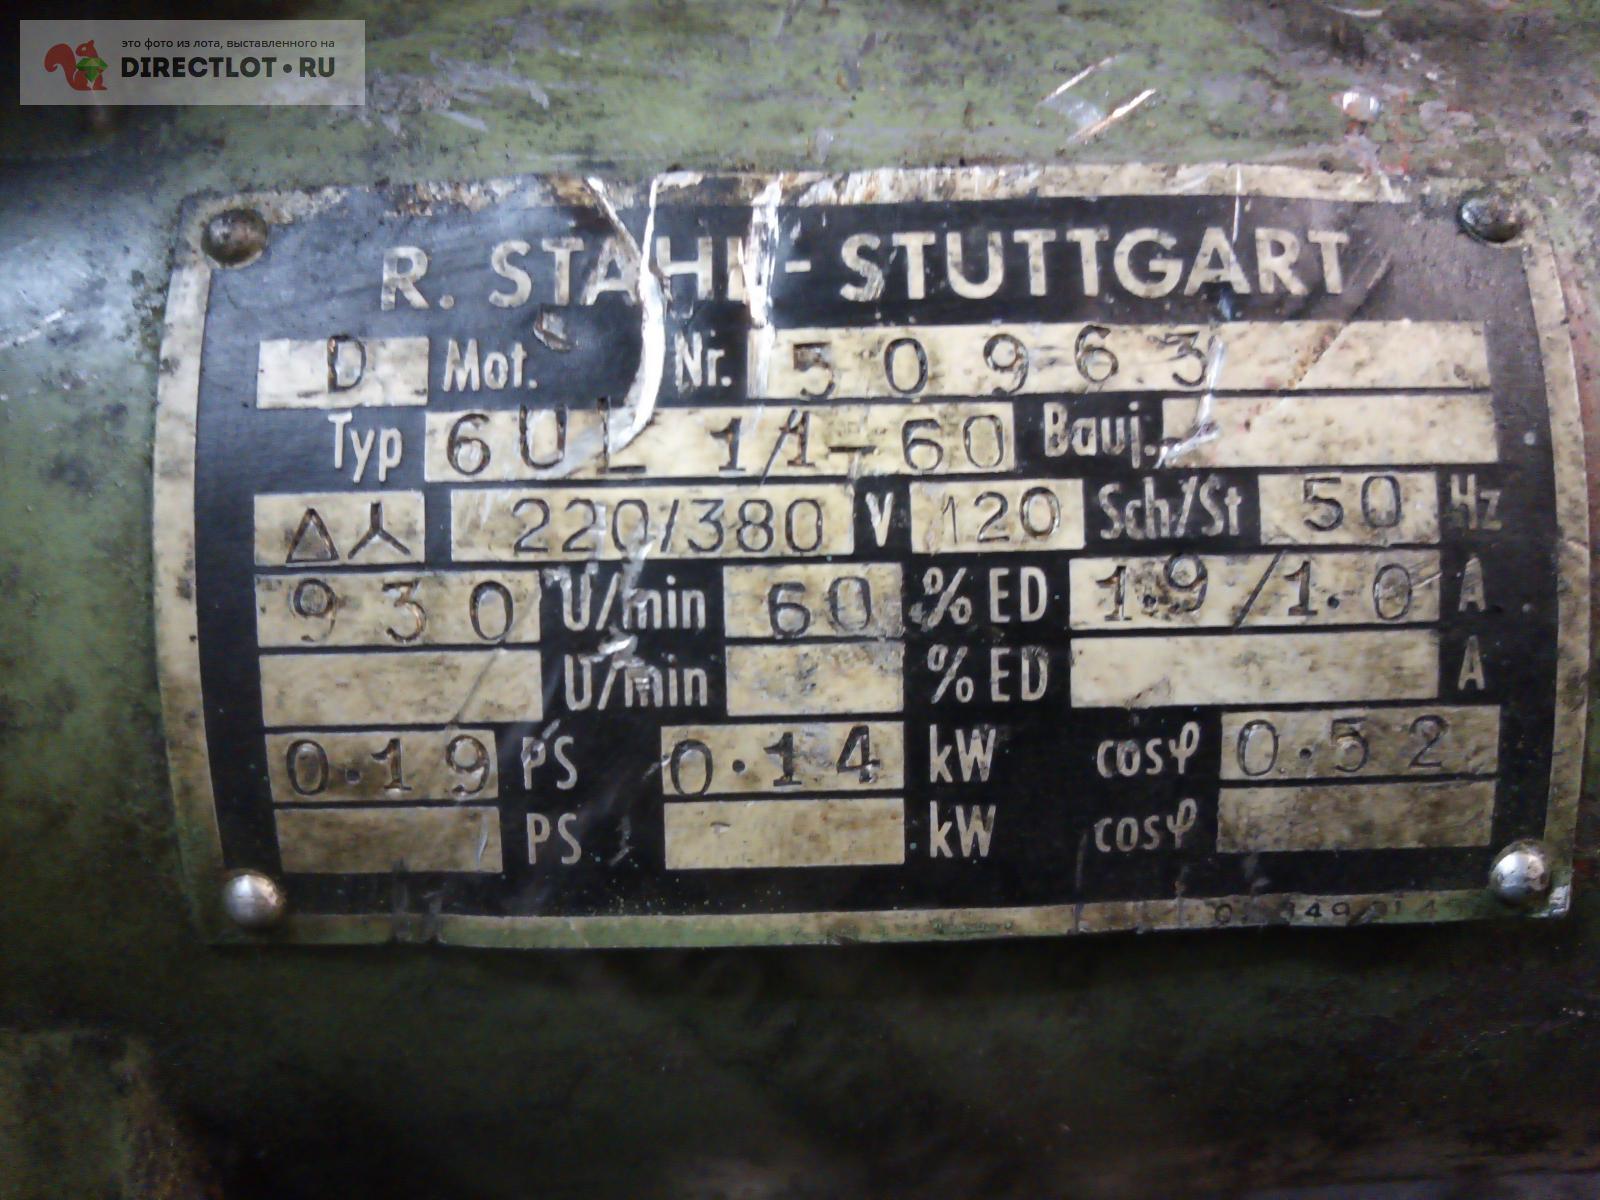 это фото из лота, выставленного на
DIRECTLOT•RU
R. STAHL-STUTTGART
D Mot. Nr. 50963
Typ 6UL 1/1-60 Bauj.
220/380 V 120 Sch/St 50 Hz
930 U/min 60 % ED 1.9/1.0 A
U/min % ED A
0.19 PS 0.14 kW cosφ 0.52
PS kW cosφ